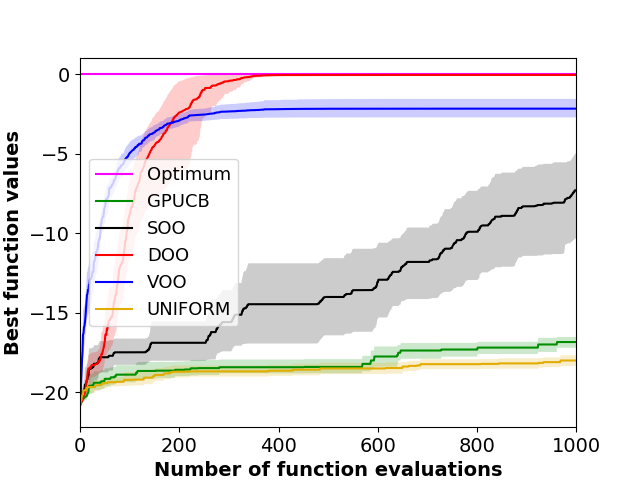 Best function values
0
−5
−10
−15
−20
Optimum
GPUCB
SOO
DOO
VOO
UNIFORM
0 200 400 600 800 1000
Number of function evaluations